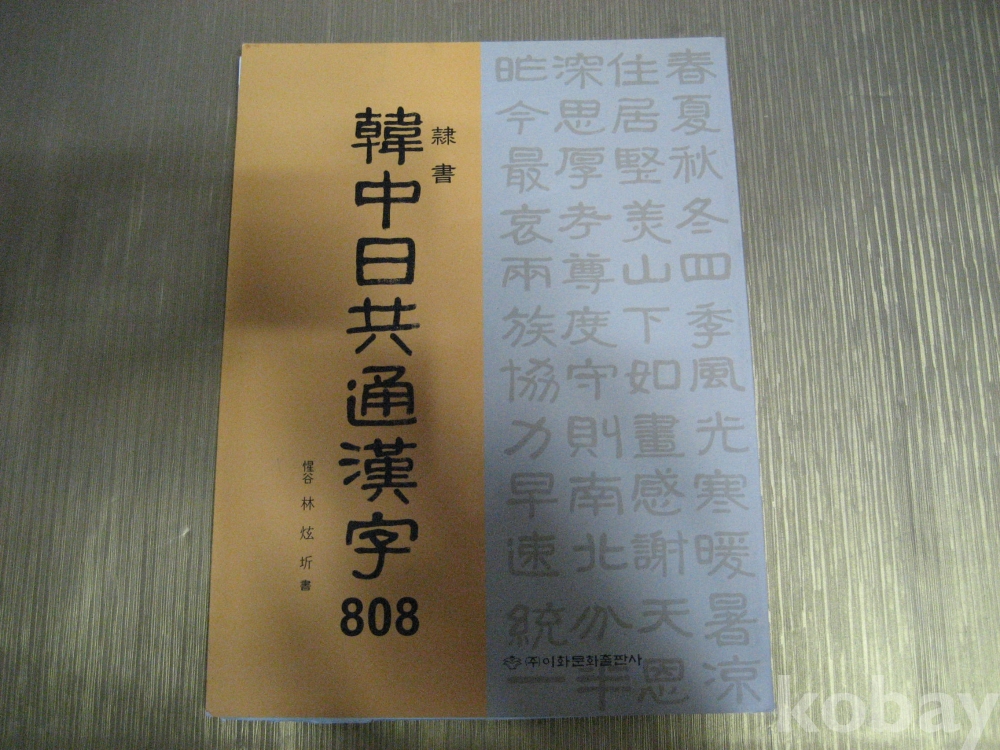 隷書
韓中日共通漢字
808
惺谷 林炫圻 書
春夏秋冬四季風光寒暖暑涼
住居堅美山下如畫感謝天恩
深思厚孝尊度守則南北分半
昨今最哀兩族協力早速統一
㈜이화문화출판사
kobay